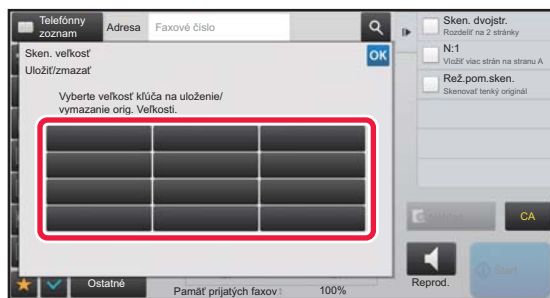 Telefónny
zoznam
Adresa
Faxové číslo
Sken. veľkosť
OK
Uložiť/zmazať
Vyberte veľkosť kľúča na uloženie/
vymazanie orig. Veľkosti.
Sken. dvojstr.
Rozdeliť na 2 stránky
N:1
Vložiť viac strán na stranu A
Rež.pom.sken.
Skenovať tenký originál
CA
Reprod.
Start
Ostatné
Pamäť prijatých faxov:
100%